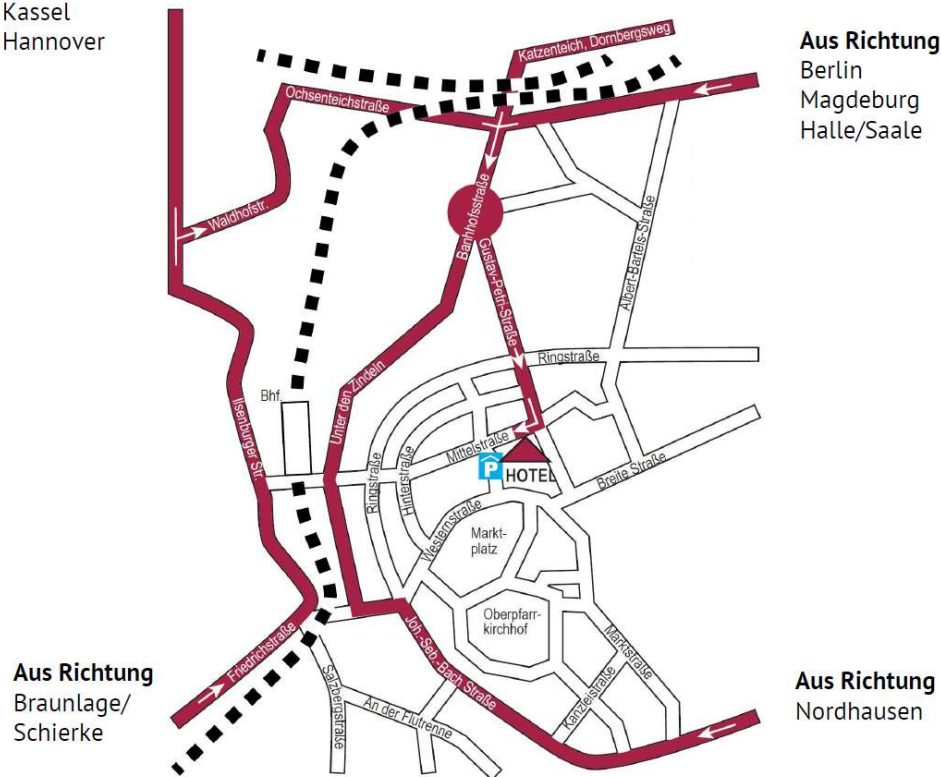 Kassel
Hannover
Aus Richtung
Berlin
Magdeburg
Halle/Saale
Katzenteich, Dornbergsweg
Ochsenteichstraße
Waldhofstr.
Bahnhofsstraße
Gustav-Petri-Straße
Albert-Bartels-Straße
Ringstraße
Bhf.
Unter den Zindeln
Ilsenburger Str.
Mittelstraße
P
HOTEL
Breite Straße
Ringstraße
Hinterstraße
Westernstraße
Markt-
platz
Oberpfarr-
kirchhof
Friedrichstraße
Joh.-Seb.-Bach Straße
Marktstraße
Kanzleistraße
Salzbergstraße
An der Flutrenne
Aus Richtung
Braunlage/
Schierke
Aus Richtung
Nordhausen